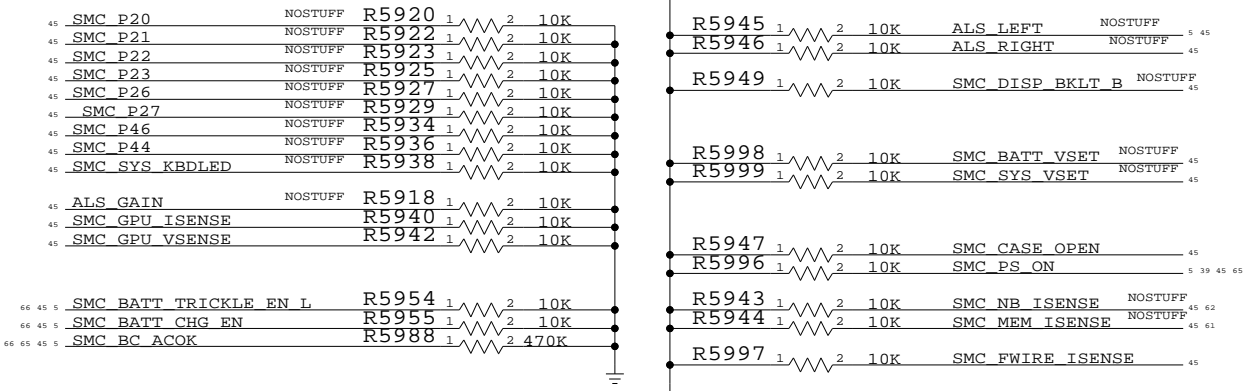 45 SMC_P20 NOSTUFF R5920 1 2 10K
45 SMC_P21 NOSTUFF R5922 1 2 10K
45 SMC_P22 NOSTUFF R5923 1 2 10K
45 SMC_P23 NOSTUFF R5925 1 2 10K
45 SMC_P26 NOSTUFF R5927 1 2 10K
45 SMC_P27 NOSTUFF R5929 1 2 10K
45 SMC_P46 NOSTUFF R5934 1 2 10K
45 SMC_P44 NOSTUFF R5936 1 2 10K
45 SMC_SYS_KBDLED NOSTUFF R5938 1 2 10K
45 ALS_GAIN NOSTUFF R5918 1 2 10K
45 SMC_GPU_ISENSE R5940 1 2 10K
45 SMC_GPU_VSENSE R5942 1 2 10K
66 45 5 SMC_BATT_TRICKLE_EN_L R5954 1 2 10K
66 45 5 SMC_BATT_CHG_EN R5955 1 2 10K
66 65 45 5 SMC_BC_ACOK R5988 1 2 470K
R5945 1 2 10K ALS_LEFT NOSTUFF 5 45
R5946 1 2 10K ALS_RIGHT NOSTUFF 45
R5949 1 2 10K SMC_DISP_BKLT_B NOSTUFF 45
R5998 1 2 10K SMC_BATT_VSET NOSTUFF 45
R5999 1 2 10K SMC_SYS_VSET NOSTUFF 45
R5947 1 2 10K SMC_CASE_OPEN 45
R5996 1 2 10K SMC_PS_ON 5 39 45 65
R5943 1 2 10K SMC_NB_ISENSE NOSTUFF 45 62
R5944 1 2 10K SMC_MEM_ISENSE NOSTUFF 45 61
R5997 1 2 10K SMC_FWIRE_ISENSE 45